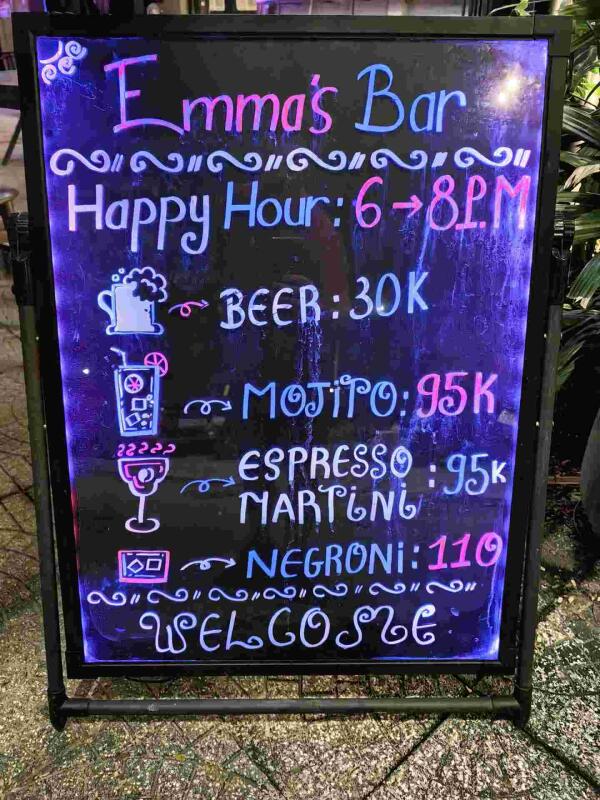 Emma's Bar
Happy Hour: 6→8P.M
BEER: 30K
MOJiTO: 95K
ESPRESSO : 95K
MARTiNi
NEGRONi: 110
WELCOME